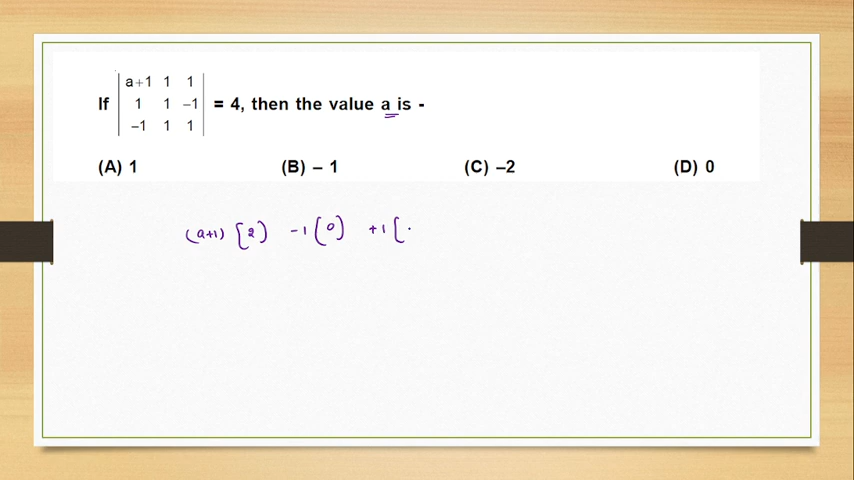 a+1 1 1
If 1 1 –1 = 4, then the value a is -
–1 1 1
(A) 1 (B) – 1 (C) –2 (D) 0
(a+1) [2) -1 (0) +1 [